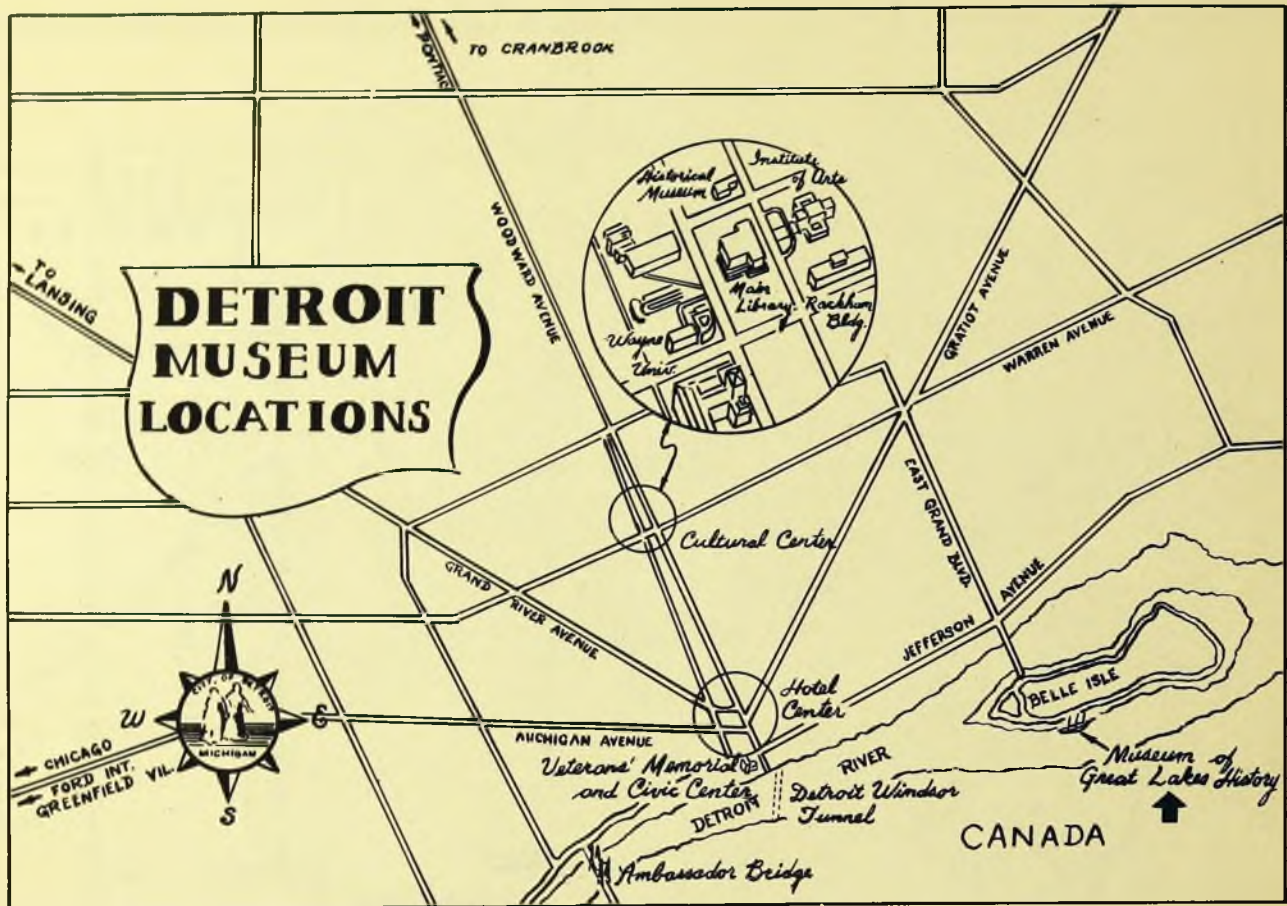 TO CRANBROOK
PONTIAC
TO
LANSING
DETROIT
MUSEUM
LOCATIONS
WOODWARD AVENUE
Historical
Museum
Institute
of Arts
Main
Library
Rackham
Bldg.
Wayne
Univ.
GRATIOT AVENUE
WARREN AVENUE
Cultural Center
GRAND
RIVER AVENUE
EAST GRAND BLVD.
JEFFERSON AVENUE
N
W
E
S
CITY OF DETROIT
MICHIGAN
CHICAGO
FORD INT.
GREENFIELD VIL.
MICHIGAN AVENUE
Hotel
Center
Veterans' Memorial
and Civic Center
DETROIT RIVER
Detroit Windsor
Tunnel
BELLE ISLE
Museum of
Great Lakes History
CANADA
Ambassador Bridge